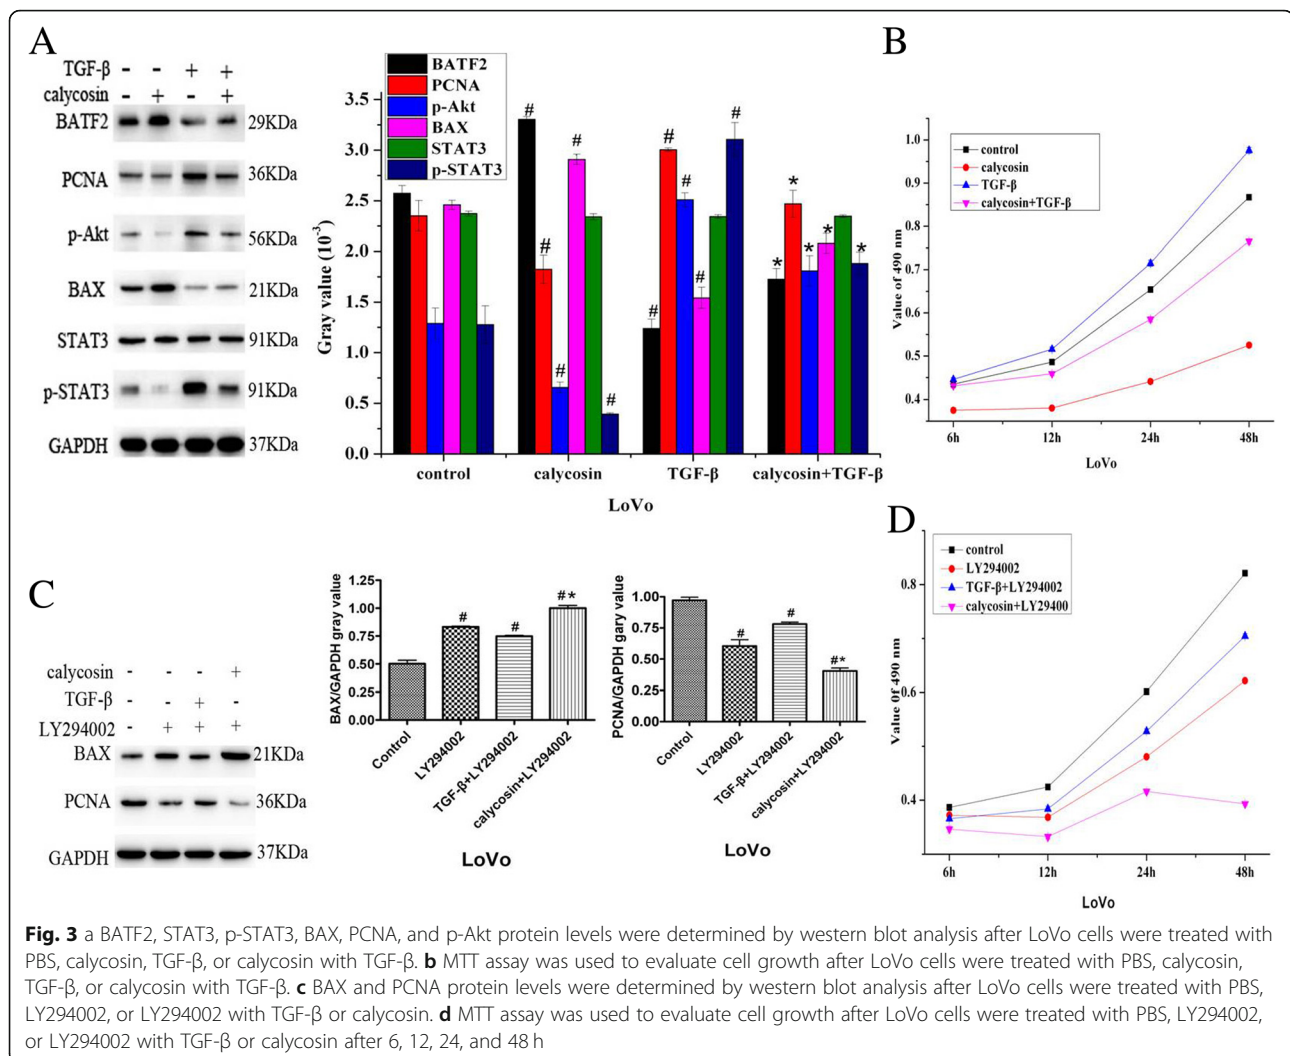 A
TGF-β - - + +
calycosin - + - +
BATF2 29KDa
PCNA 36KDa
p-Akt 56KDa
BAX 21KDa
STAT3 91KDa
p-STAT3 91KDa
GAPDH 37KDa
BATF2
PCNA
p-Akt
BAX
STAT3
p-STAT3
Gray value (10⁻³)
3.5
3.0
2.5
2.0
1.5
1.0
0.5
0.0
# # # # #
# # # # #
* * * * *
control calycosin TGF-β calycosin+TGF-β
LoVo
B
control
calycosin
TGF-β
calycosin+TGF-β
Value of 490 nm
1.0
0.9
0.8
0.7
0.6
0.5
0.4
6h 12h 24h 48h
LoVo
C
calycosin - - - +
TGF-β - - + -
LY294002 - + + +
BAX 21KDa
PCNA 36KDa
GAPDH 37KDa
BAX/GAPDH gray value
1.25
1.00
0.75
0.50
0.25
0.00
# # #*
Control LY294002 TGF-β+LY294002 calycosin+LY294002
LoVo
PCNA/GAPDH gary value
1.00
0.75
0.50
0.25
0.00
# # #*
Control LY294002 TGF-β+LY294002 calycosin+LY294002
LoVo
D
control
LY294002
TGF-β+LY294002
calycosin+LY29400
Value 0f 490 nm
0.8
0.6
0.4
6h 12h 24h 48h
LoVo
Fig. 3 a BATF2, STAT3, p-STAT3, BAX, PCNA, and p-Akt protein levels were determined by western blot analysis after LoVo cells were treated with
PBS, calycosin, TGF-β, or calycosin with TGF-β. b MTT assay was used to evaluate cell growth after LoVo cells were treated with PBS, calycosin,
TGF-β, or calycosin with TGF-β. c BAX and PCNA protein levels were determined by western blot analysis after LoVo cells were treated with PBS,
LY294002, or LY294002 with TGF-β or calycosin. d MTT assay was used to evaluate cell growth after LoVo cells were treated with PBS, LY294002,
or LY294002 with TGF-β or calycosin after 6, 12, 24, and 48 h